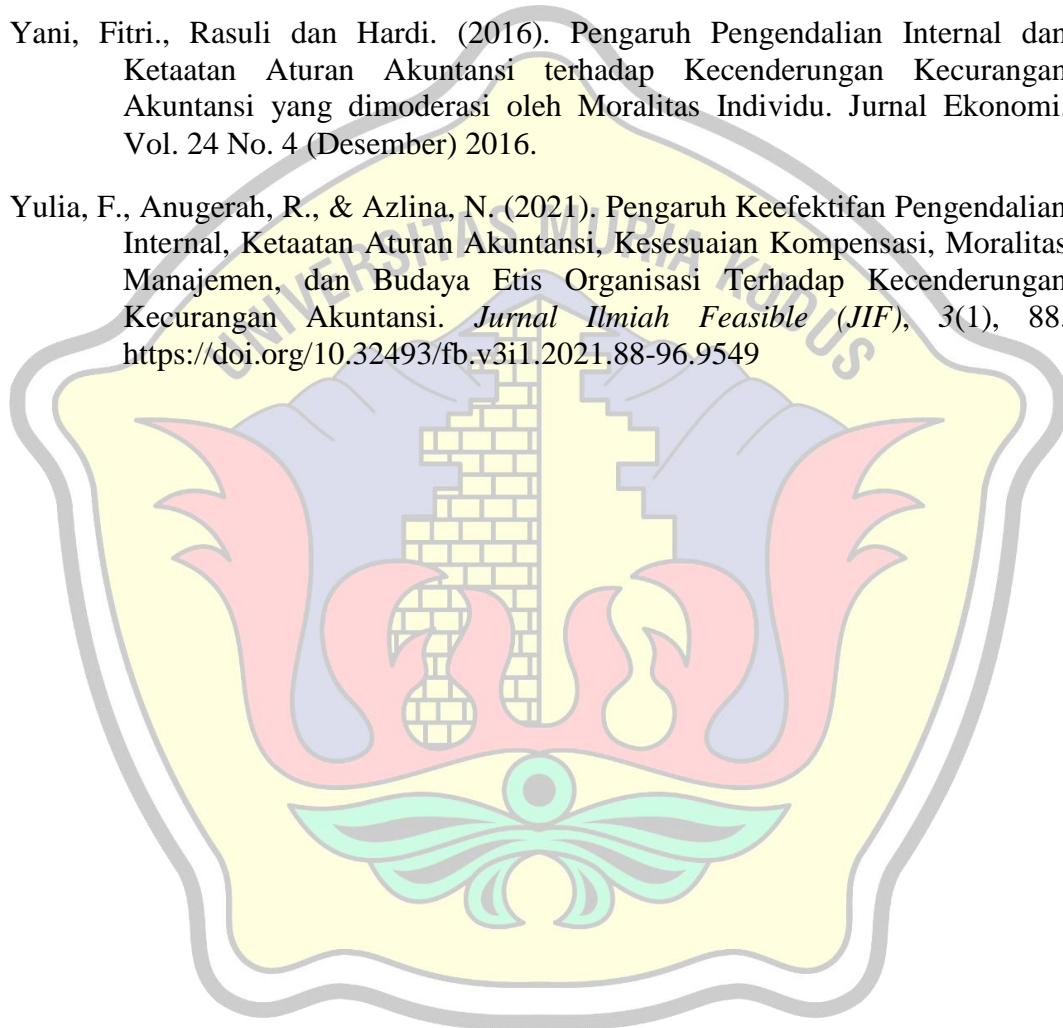 Yani, Fitri., Rasuli dan Hardi. (2016). Pengaruh Pengendalian Internal dan
Ketaatan Aturan Akuntansi terhadap Kecenderungan Kecurangan
Akuntansi yang dimoderasi oleh Moralitas Individu. Jurnal Ekonomi.
Vol. 24 No. 4 (Desember) 2016.
Yulia, F., Anugerah, R., & Azlina, N. (2021). Pengaruh Keefektifan Pengendalian
Internal, Ketaatan Aturan Akuntansi, Kesesuaian Kompensasi, Moralitas
Manajemen, dan Budaya Etis Organisasi Terhadap Kecenderungan
Kecurangan Akuntansi. Jurnal Ilmiah Feasible (JIF), 3(1), 88.
https://doi.org/10.32493/fb.v3i1.2021.88-96.9549
UNIVERSITAS MURIA KUDUS